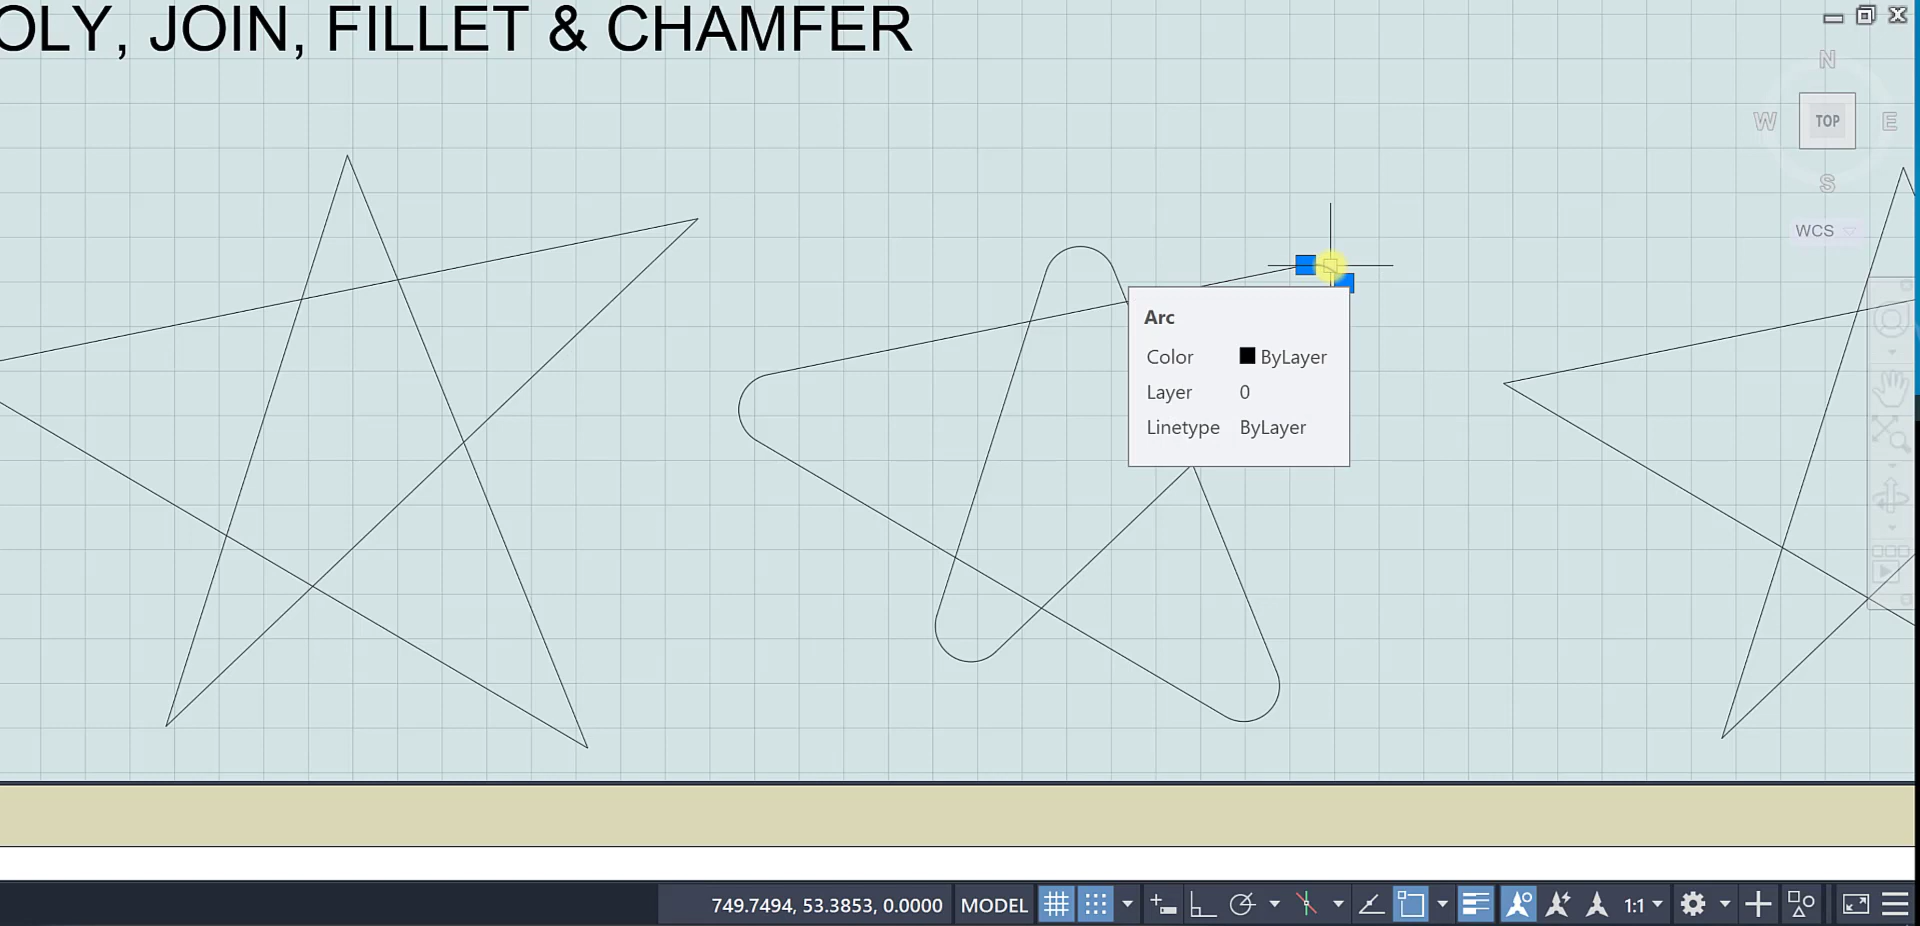 OLY, JOIN, FILLET & CHAMFER
N
W TOP E
S
WCS
Arc
Color ByLayer
Layer 0
Linetype ByLayer
749.7494, 53.3853, 0.0000 MODEL 1:1